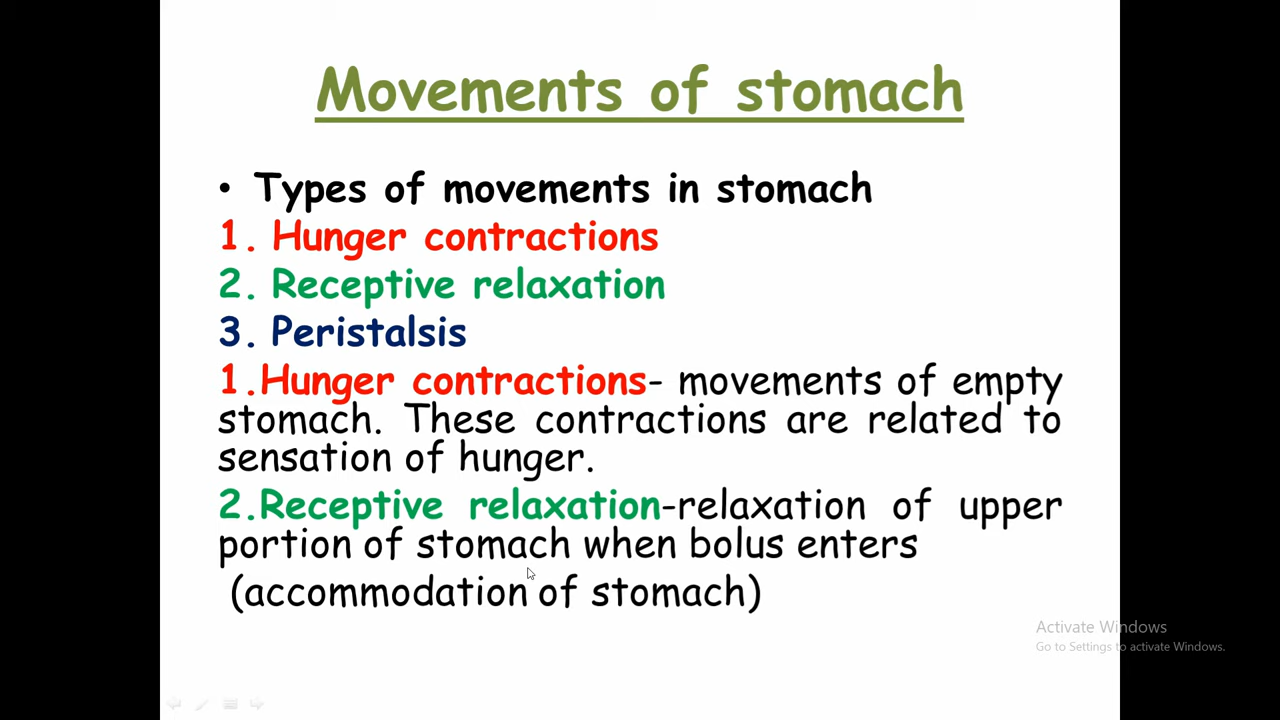 Movements of stomach
• Types of movements in stomach
1. Hunger contractions
2. Receptive relaxation
3. Peristalsis
1.Hunger contractions- movements of empty
stomach. These contractions are related to
sensation of hunger.
2.Receptive relaxation-relaxation of upper
portion of stomach when bolus enters
(accommodation of stomach)
Activate Windows
Go to Settings to activate Windows.